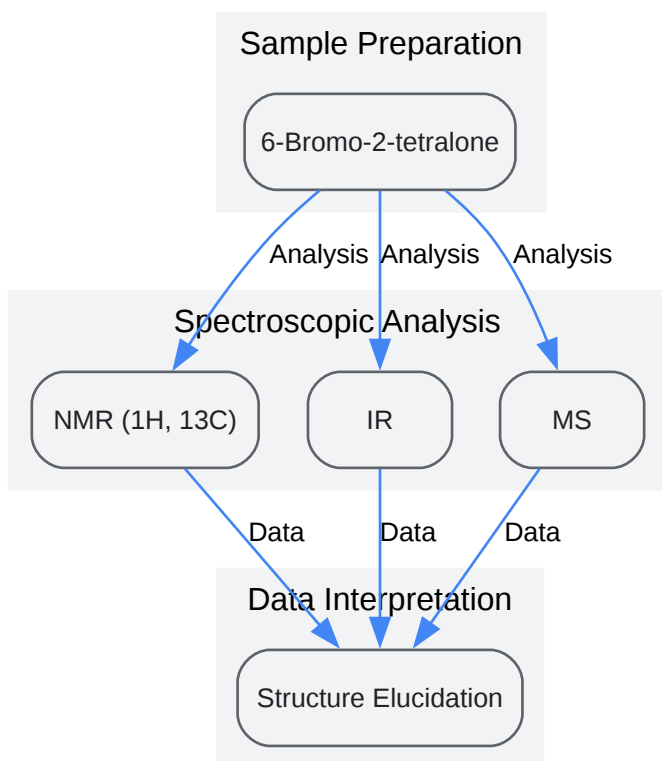 Sample Preparation
6-Bromo-2-tetralone
Analysis
Analysis
Analysis
Spectroscopic Analysis
NMR (1H, 13C)
IR
MS
Data
Data
Data
Data Interpretation
Structure Elucidation